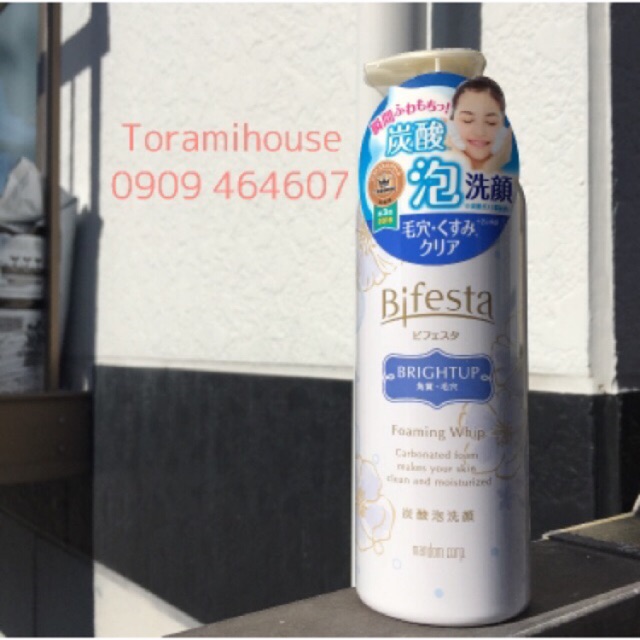 Toramihouse
0909 464607
瞬間ふわもちっ!
炭酸
泡洗顔
毛穴・くすみ
クリア
Bifesta
ビフェスタ
BRIGHTUP
角質・毛穴
Foaming Whip
Carbonated foam
makes your skin
clean and moisturized
炭酸泡洗顔
mandom corp.